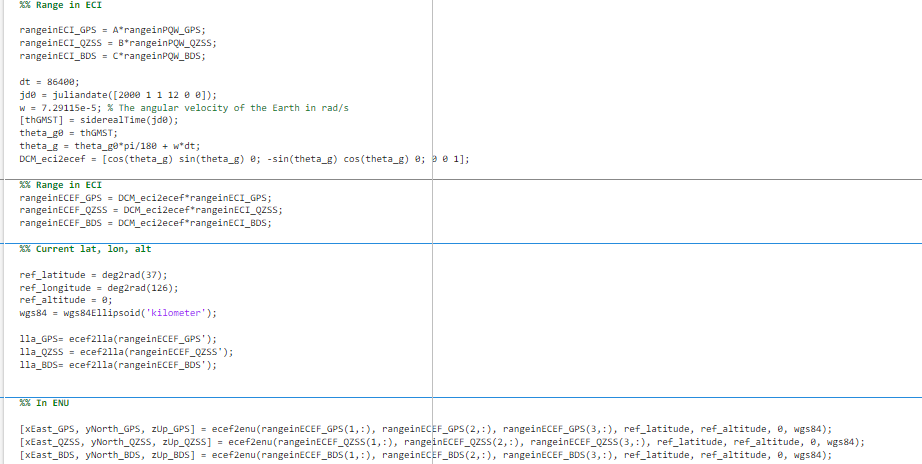 %% Range in ECI
rangeinECI_GPS = A*rangeinPQW_GPS;
rangeinECI_QZSS = B*rangeinPQW_QZSS;
rangeinECI_BDS = C*rangeinPQW_BDS;
dt = 86400;
jd0 = juliandate([2000 1 1 12 0 0]);
w = 7.29115e-5; % The angular velocity of the Earth in rad/s
[thGMST] = siderealTime(jd0);
theta_g0 = thGMST;
theta_g = theta_g0*pi/180 + w*dt;
DCM_eci2ecef = [cos(theta_g) sin(theta_g) 0; -sin(theta_g) cos(theta_g) 0; 0 0 1];
%% Range in ECI
rangeinECEF_GPS = DCM_eci2ecef*rangeinECI_GPS;
rangeinECEF_QZSS = DCM_eci2ecef*rangeinECI_QZSS;
rangeinECEF_BDS = DCM_eci2ecef*rangeinECI_BDS;
%% Current lat, lon, alt
ref_latitude = deg2rad(37);
ref_longitude = deg2rad(126);
ref_altitude = 0;
wgs84 = wgs84Ellipsoid('kilometer');
lla_GPS= ecef2lla(rangeinECEF_GPS');
lla_QZSS = ecef2lla(rangeinECEF_QZSS');
lla_BDS= ecef2lla(rangeinECEF_BDS');
%% In ENU
[xEast_GPS, yNorth_GPS, zUp_GPS] = ecef2enu(rangeinECEF_GPS(1,:), rangeinECEF_GPS(2,:), rangeinECEF_GPS(3,:), ref_latitude, ref_altitude, 0, wgs84);
[xEast_QZSS, yNorth_QZSS, zUp_QZSS] = ecef2enu(rangeinECEF_QZSS(1,:), rangeinECEF_QZSS(2,:), rangeinECEF_QZSS(3,:), ref_latitude, ref_altitude, 0, wgs84);
[xEast_BDS, yNorth_BDS, zUp_BDS] = ecef2enu(rangeinECEF_BDS(1,:), rangeinECEF_BDS(2,:), rangeinECEF_BDS(3,:), ref_latitude, ref_altitude, 0, wgs84);